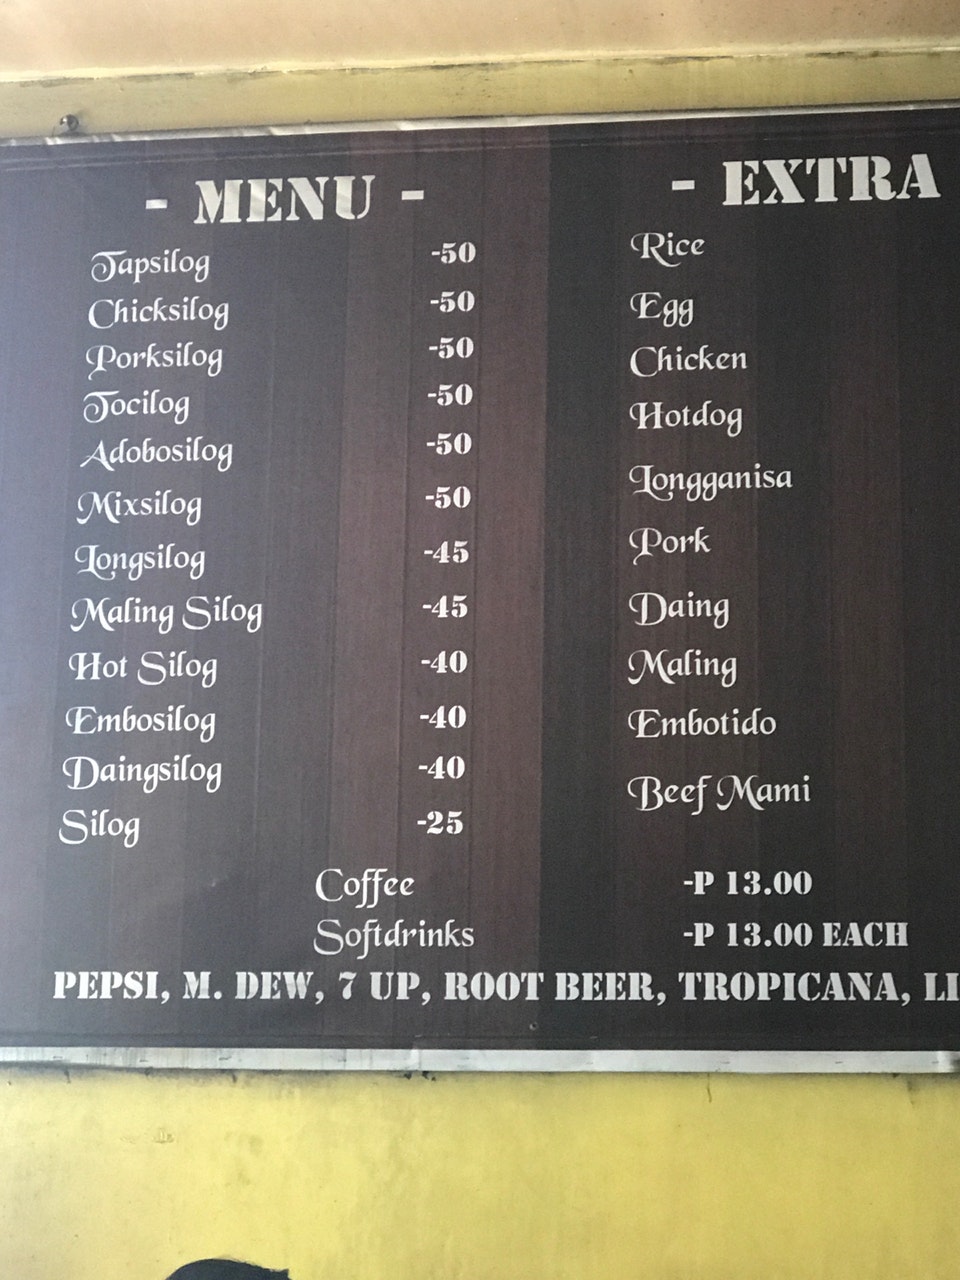 - MENU -
Tapsilog -50
Chicksilog -50
Porksilog -50
Tocilog -50
Adobosilog -50
Mixsilog -50
Longsilog -45
Maling Silog -45
Hot Silog -40
Embosilog -40
Daingsilog -40
Silog -25
- EXTRA
Rice
Egg
Chicken
Hotdog
Longganisa
Pork
Daing
Maling
Embotido
Beef Mami
Coffee -P 13.00
Softdrinks -P 13.00 EACH
PEPSI, M. DEW, 7 UP, ROOT BEER, TROPICANA,